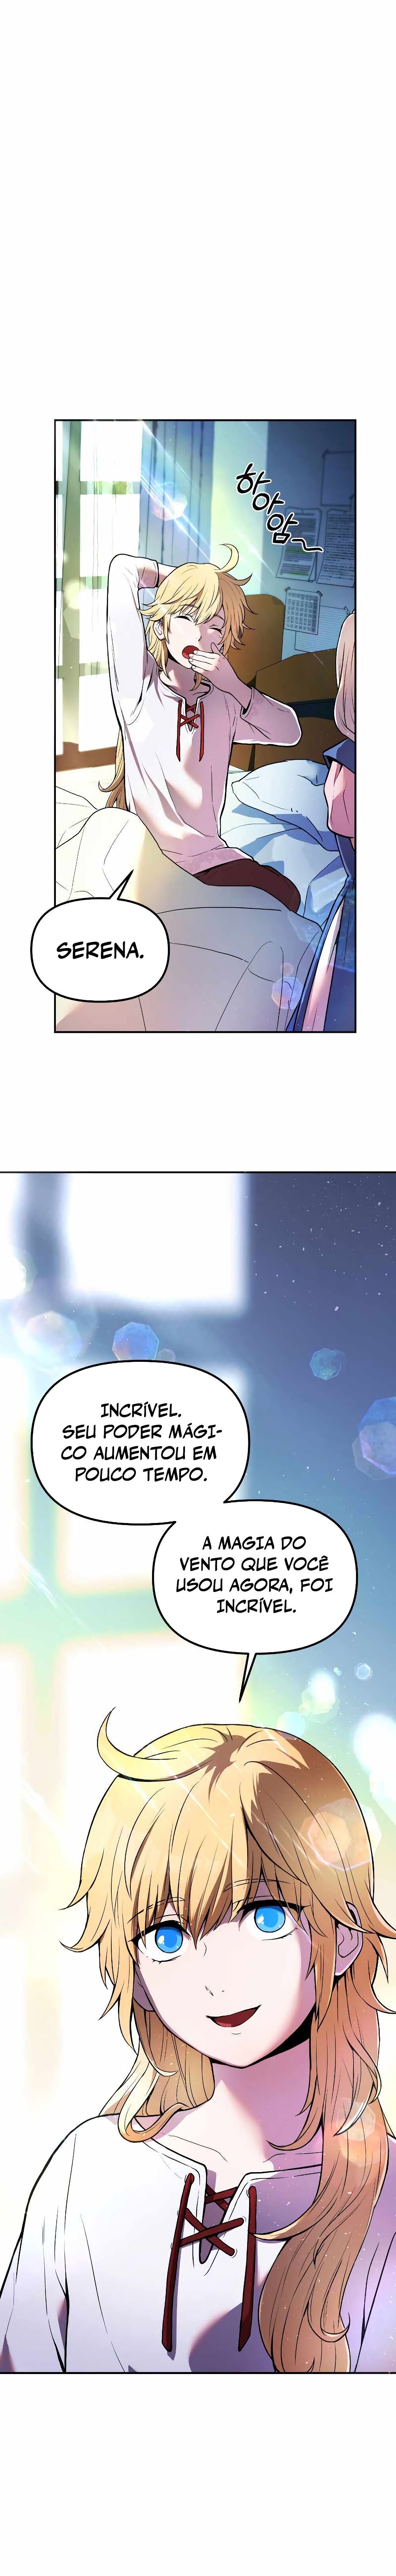 하아암~
SERENA.
INCRÍVEL.
SEU PODER MÁGI-
CO AUMENTOU EM
POUCO TEMPO.
A MAGIA DO
VENTO QUE VOCÊ
USOU AGORA, FOI
INCRÍVEL.